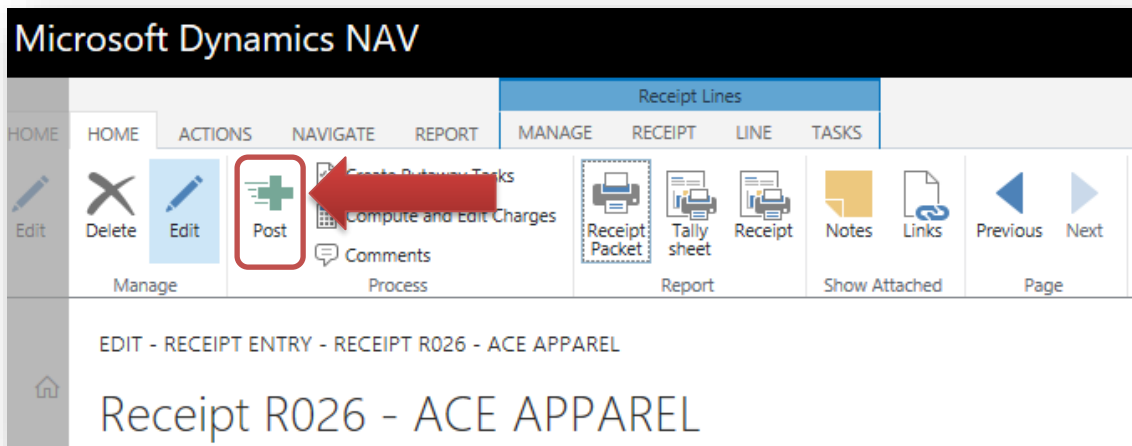 Microsoft Dynamics NAV
Receipt Lines
HOME HOME ACTIONS NAVIGATE REPORT MANAGE RECEIPT LINE TASKS
Edit Delete Edit Post
Compute and Edit Charges
Comments
Receipt Packet
Tally sheet
Receipt Notes Links Previous Next
Manage Process Report Show Attached Page
EDIT - RECEIPT ENTRY - RECEIPT R026 - ACE APPAREL
Receipt R026 - ACE APPAREL